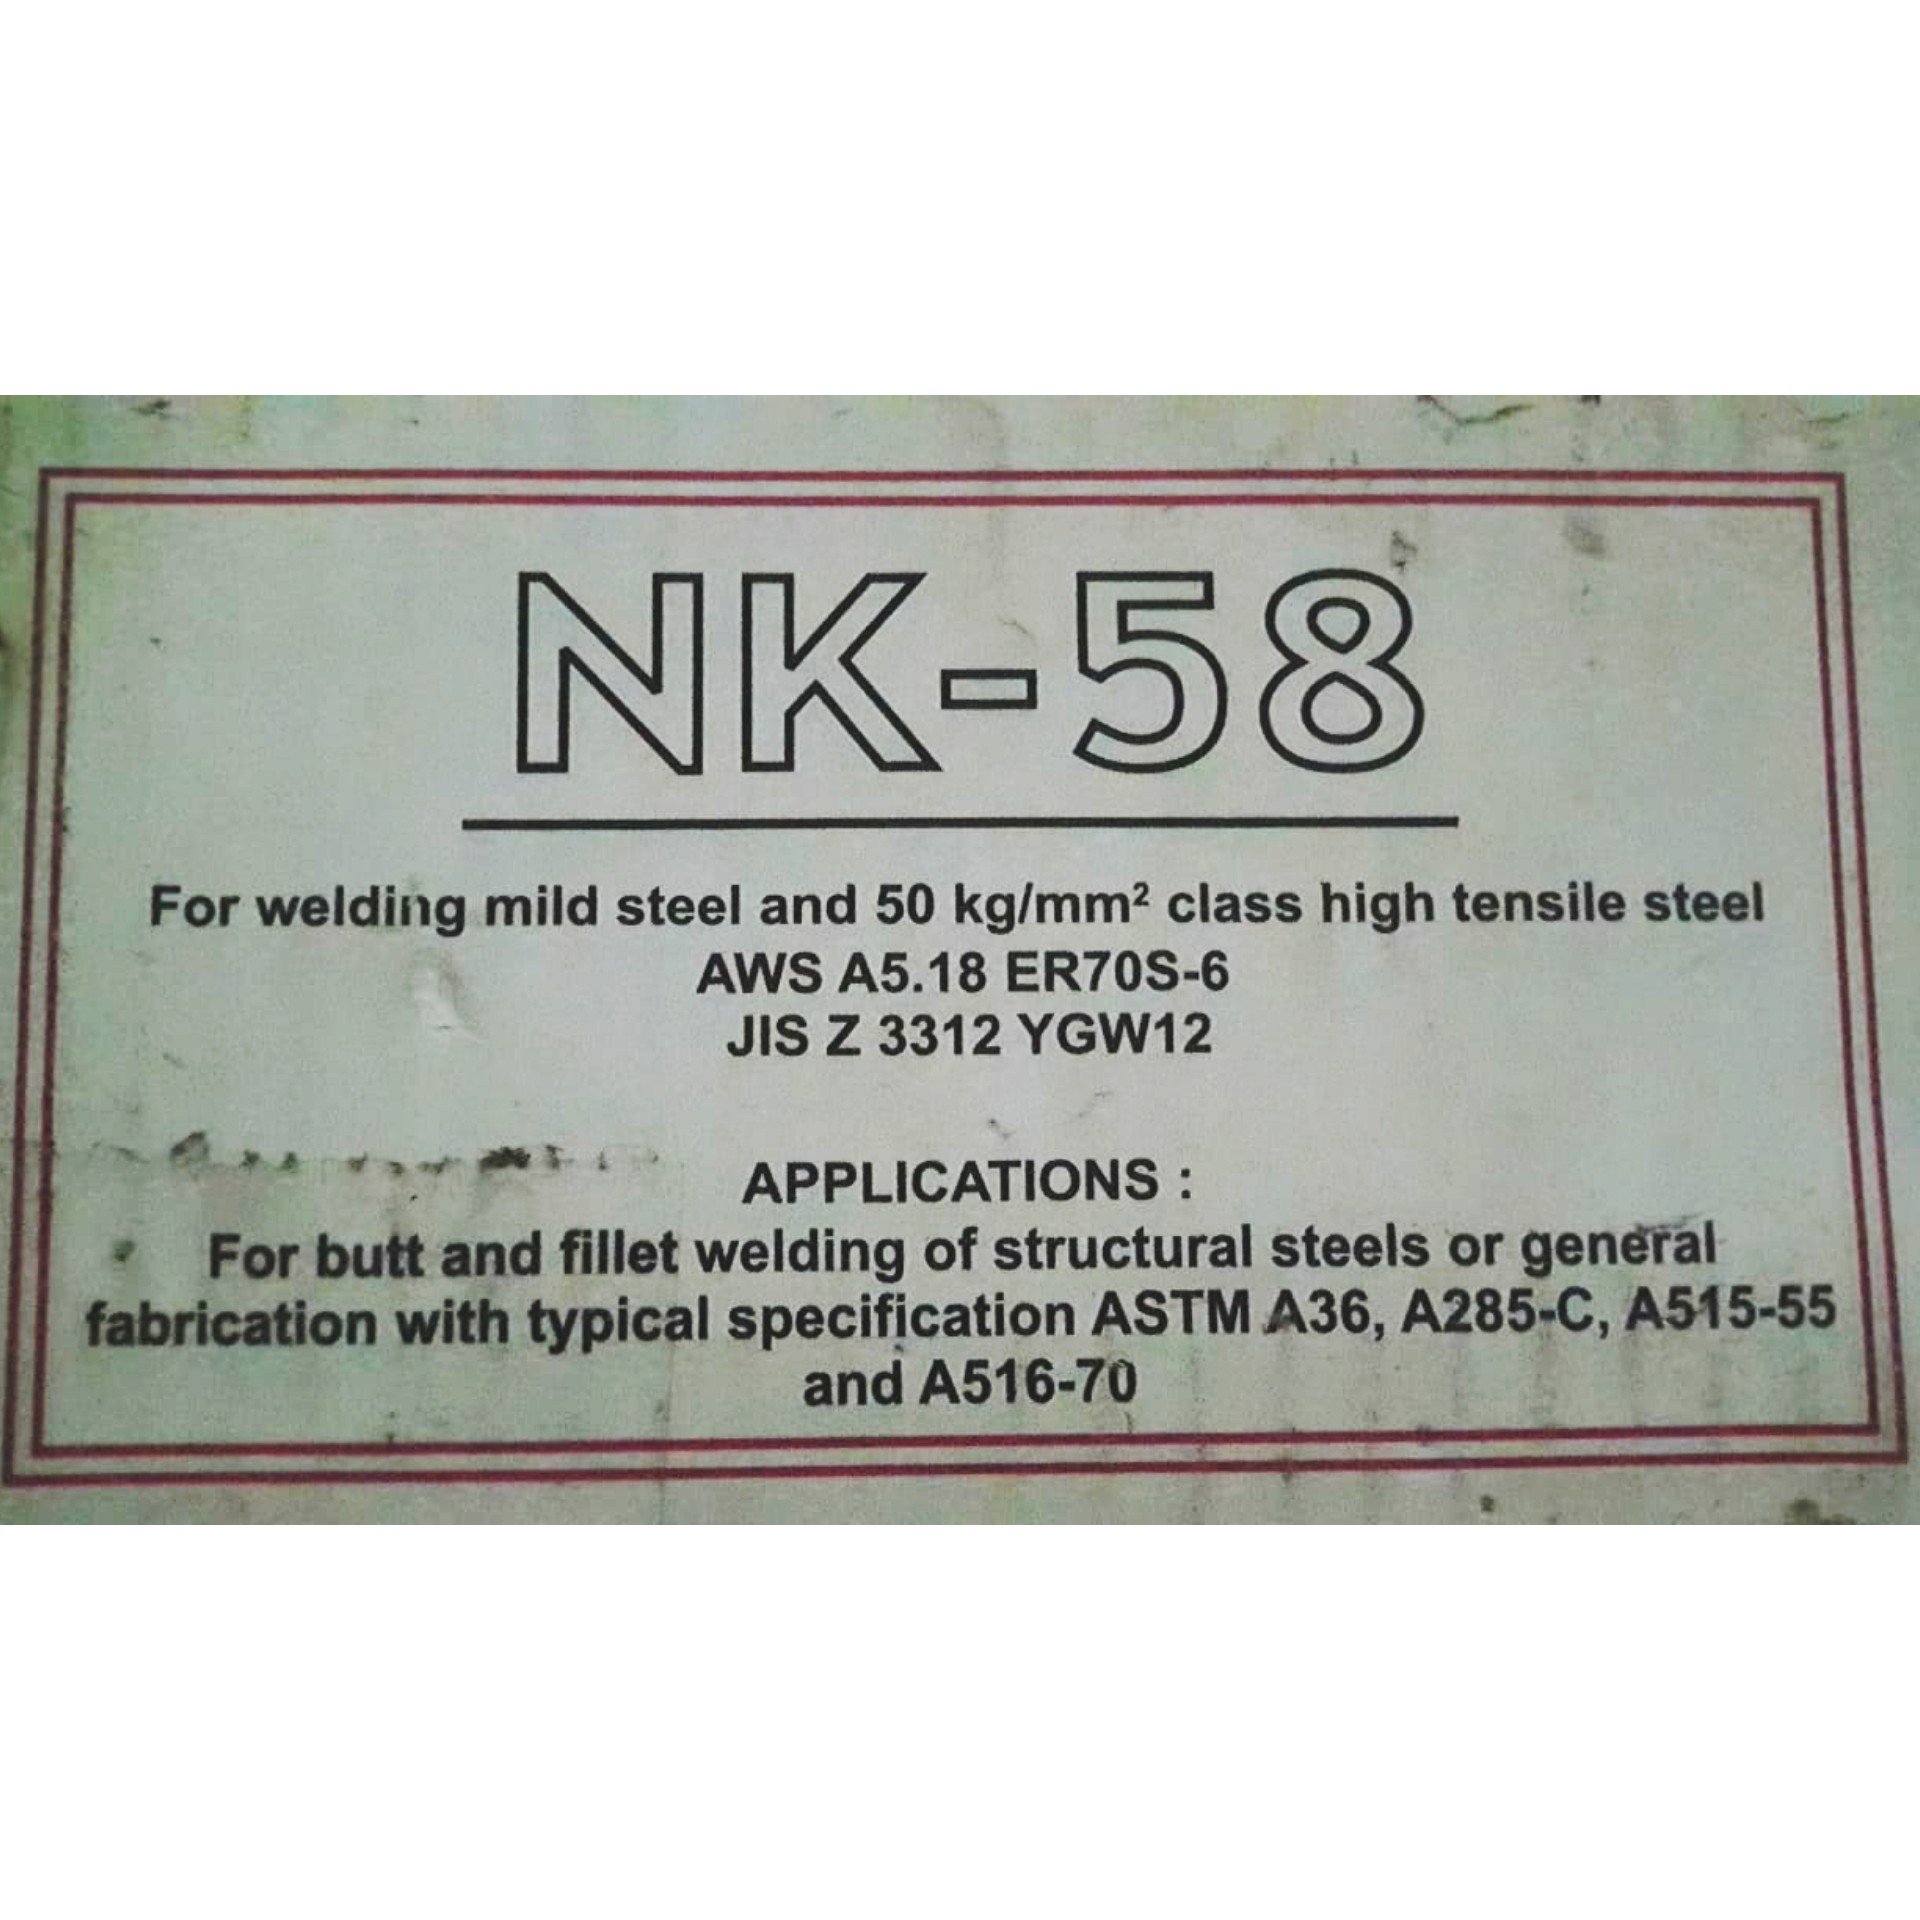 NK-58
For welding mild steel and 50 kg/mm² class high tensile steel
AWS A5.18 ER70S-6
JIS Z 3312 YGW12
APPLICATIONS :
For butt and fillet welding of structural steels or general
fabrication with typical specification ASTM A36, A285-C, A515-55
and A516-70